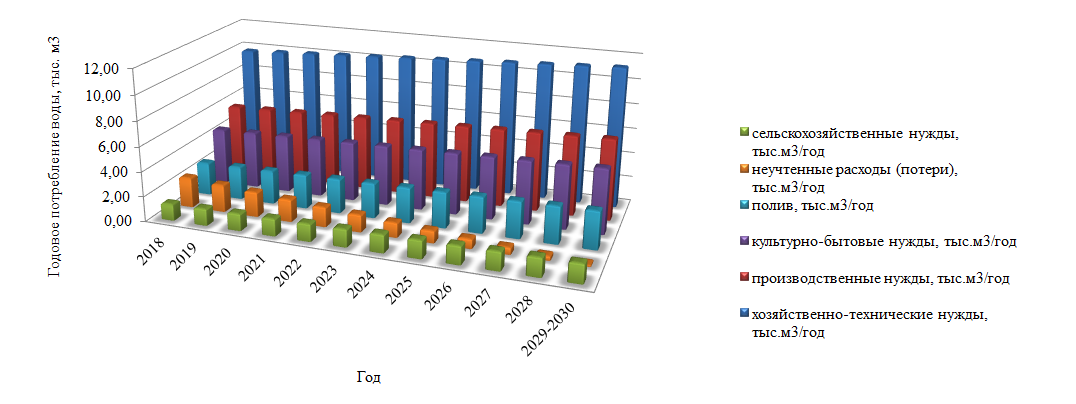 Годовое потребление воды, тыс. м3
12,00
10,00
8,00
6,00
4,00
2,00
0,00
2018
2019
2020
2021
2022
2023
2024
2025
2026
2027
2028
2029-2030
Год
сельскохозяйственные нужды,
тыс.м3/год
неучтенные расходы (потери),
тыс.м3/год
полив, тыс.м3/год
культурно-бытовые нужды, тыс.м3/год
производственные нужды, тыс.м3/год
хозяйственно-технические нужды,
тыс.м3/год